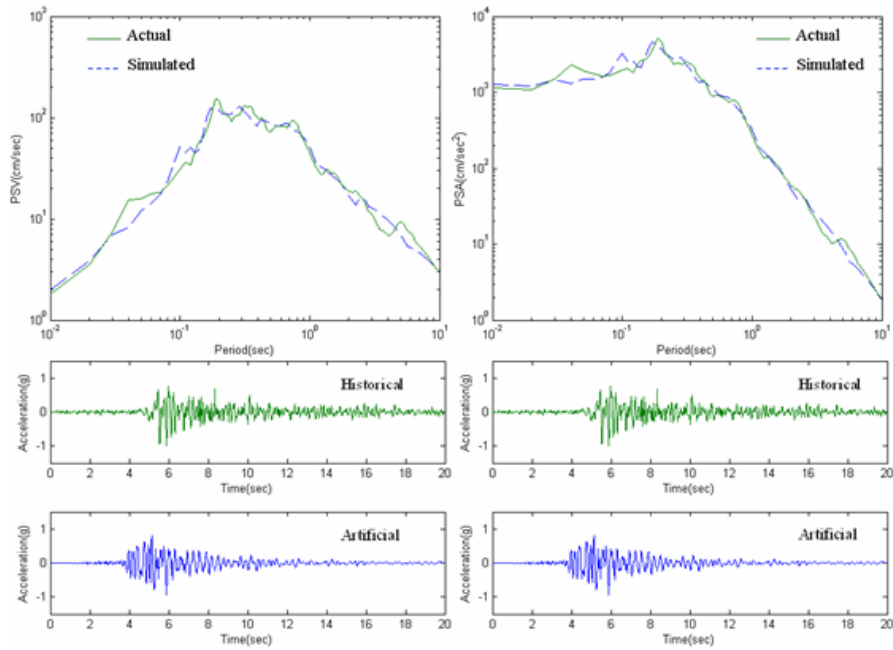 10³
10²
10¹
10⁰
PSV(cm/sec)
Actual
Simulated
10⁻² 10⁻¹ 10⁰ 10¹
Period(sec)
10⁴
10³
10²
10¹
10⁰
PSA(cm/sec²)
Actual
Simulated
10⁻² 10⁻¹ 10⁰ 10¹
Period(sec)
Acceleration(g)
1
0
-1
Historical
0 2 4 6 8 10 12 14 16 18 20
Time(sec)
Acceleration(g)
1
0
-1
Historical
0 2 4 6 8 10 12 14 16 18 20
Time(sec)
Acceleration(g)
1
0
-1
Artificial
0 2 4 6 8 10 12 14 16 18 20
Time(sec)
Acceleration(g)
1
0
-1
Artificial
0 2 4 6 8 10 12 14 16 18 20
Time(sec)